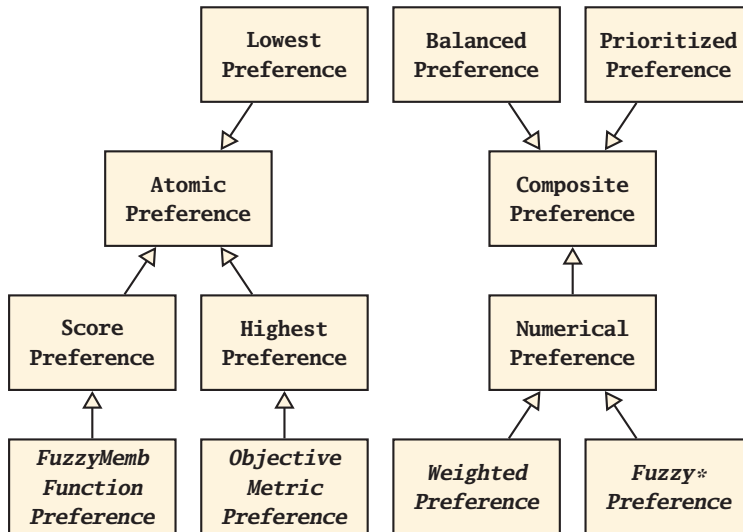 Lowest
Preference
Balanced
Preference
Prioritized
Preference
Atomic
Preference
Composite
Preference
Score
Preference
Highest
Preference
Numerical
Preference
FuzzyMemb
Function
Preference
Objective
Metric
Preference
Weighted
Preference
Fuzzy*
Preference